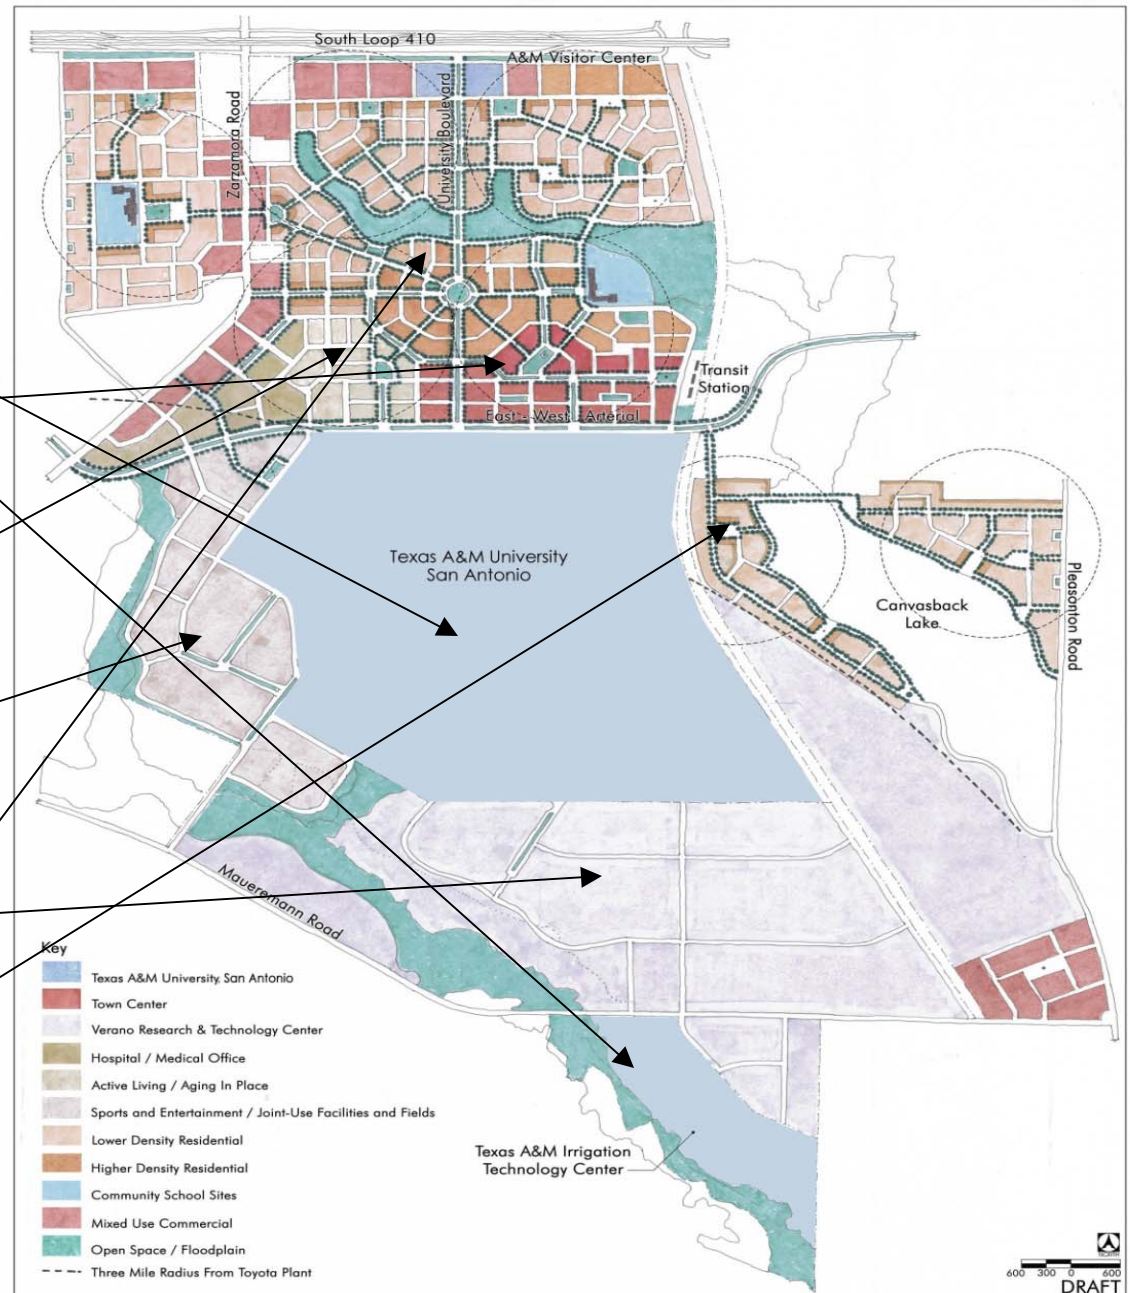 South Loop 410
A&M Visitor Center
Zarzamora Road
University Boulevard
Transit
Station
East - West Arterial
Texas A&M University
San Antonio
Canvasback
Lake
Pleasonton Road
Maueremann Road
Key
Texas A&M University, San Antonio
Town Center
Verano Research & Technology Center
Hospital / Medical Office
Active Living / Aging In Place
Sports and Entertainment / Joint-Use Facilities and Fields
Lower Density Residential
Higher Density Residential
Community School Sites
Mixed Use Commercial
Open Space / Floodplain
Three Mile Radius From Toyota Plant
Texas A&M Irrigation
Technology Center
NORTH
600 300 0 600
DRAFT